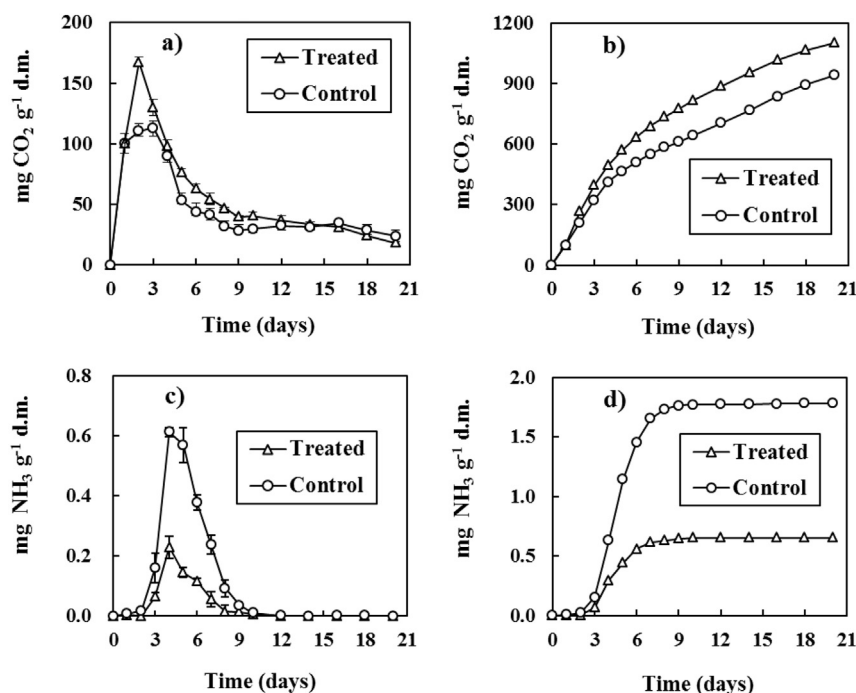 a)
mg CO₂ g⁻¹ d.m.
200
150
100
50
0
Treated
Control
0 3 6 9 12 15 18 21
Time (days)
b)
mg CO₂ g⁻¹ d.m.
1200
900
600
300
0
Treated
Control
0 3 6 9 12 15 18 21
Time (days)
c)
mg NH₃ g⁻¹ d.m.
0.8
0.6
0.4
0.2
0.0
Treated
Control
0 3 6 9 12 15 18 21
Time (days)
d)
mg NH₃ g⁻¹ d.m.
2.0
1.5
1.0
0.5
0.0
Treated
Control
0 3 6 9 12 15 18 21
Time (days)